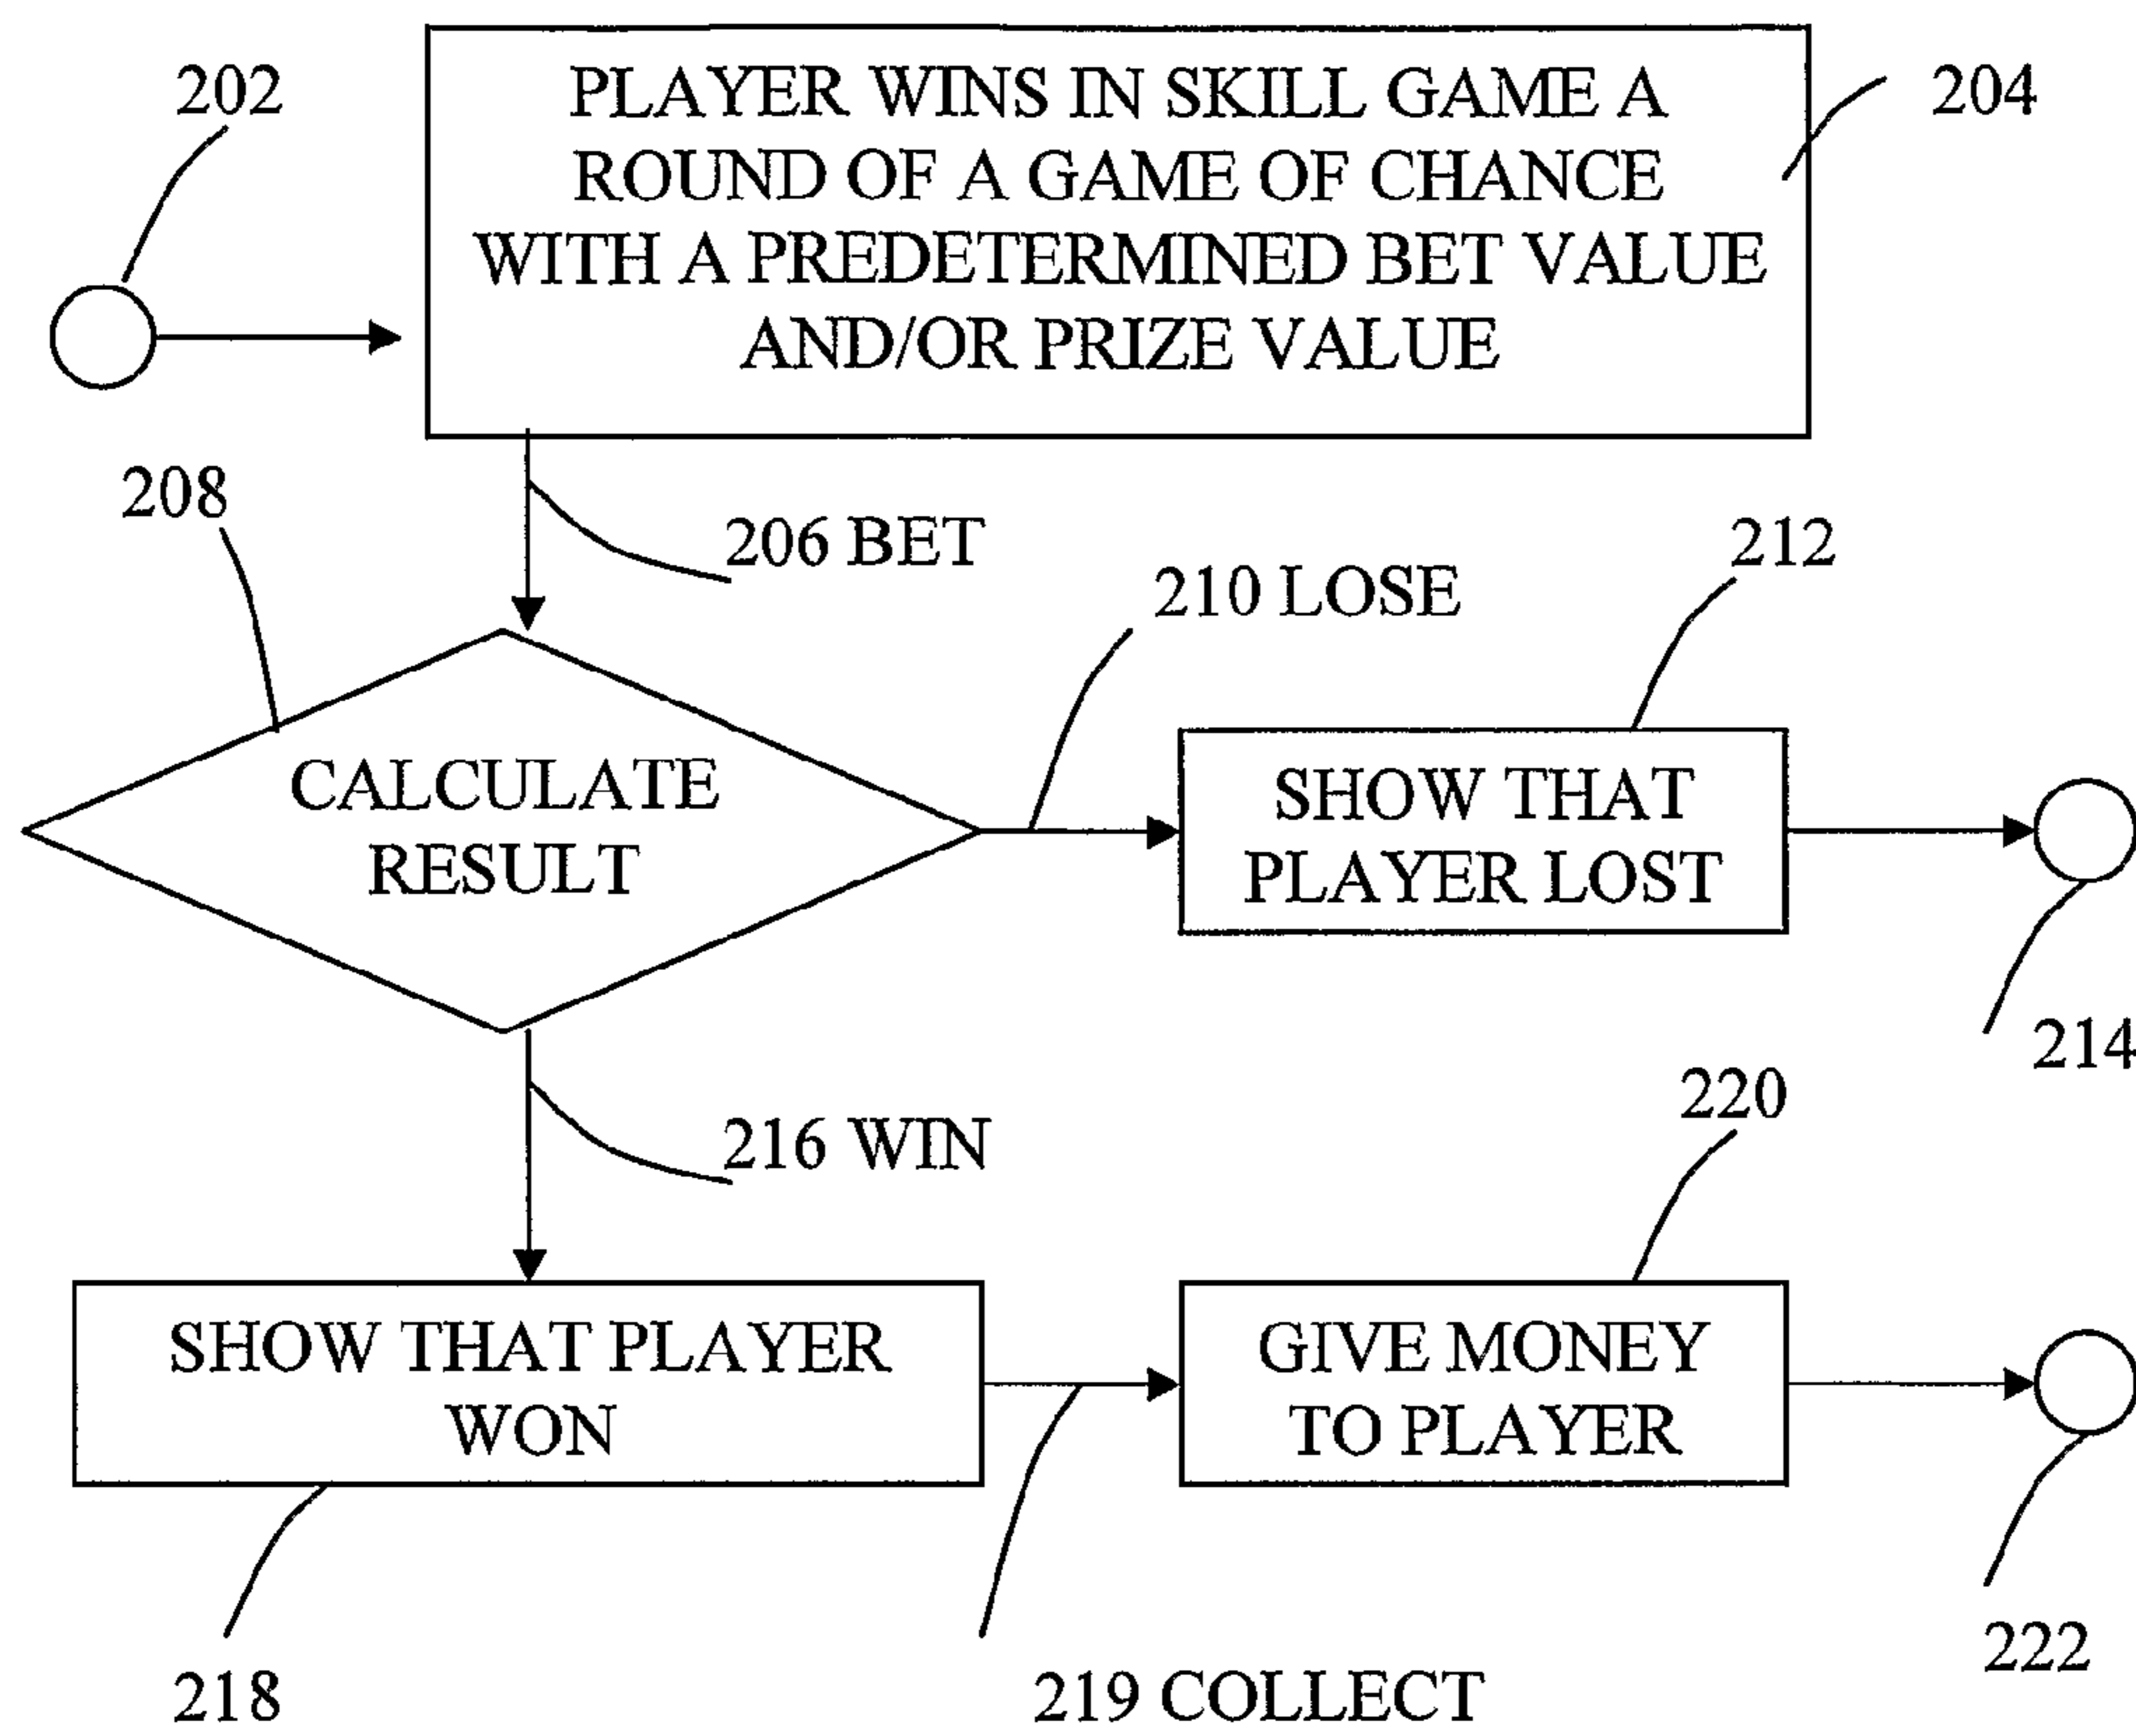 202
PLAYER WINS IN SKILL GAME A
ROUND OF A GAME OF CHANCE
WITH A PREDETERMINED BET VALUE
AND/OR PRIZE VALUE
204
208
206 BET
210 LOSE
212
CALCULATE
RESULT
SHOW THAT
PLAYER LOST
214
216 WIN
220
SHOW THAT PLAYER
WON
GIVE MONEY
TO PLAYER
218
219 COLLECT
222